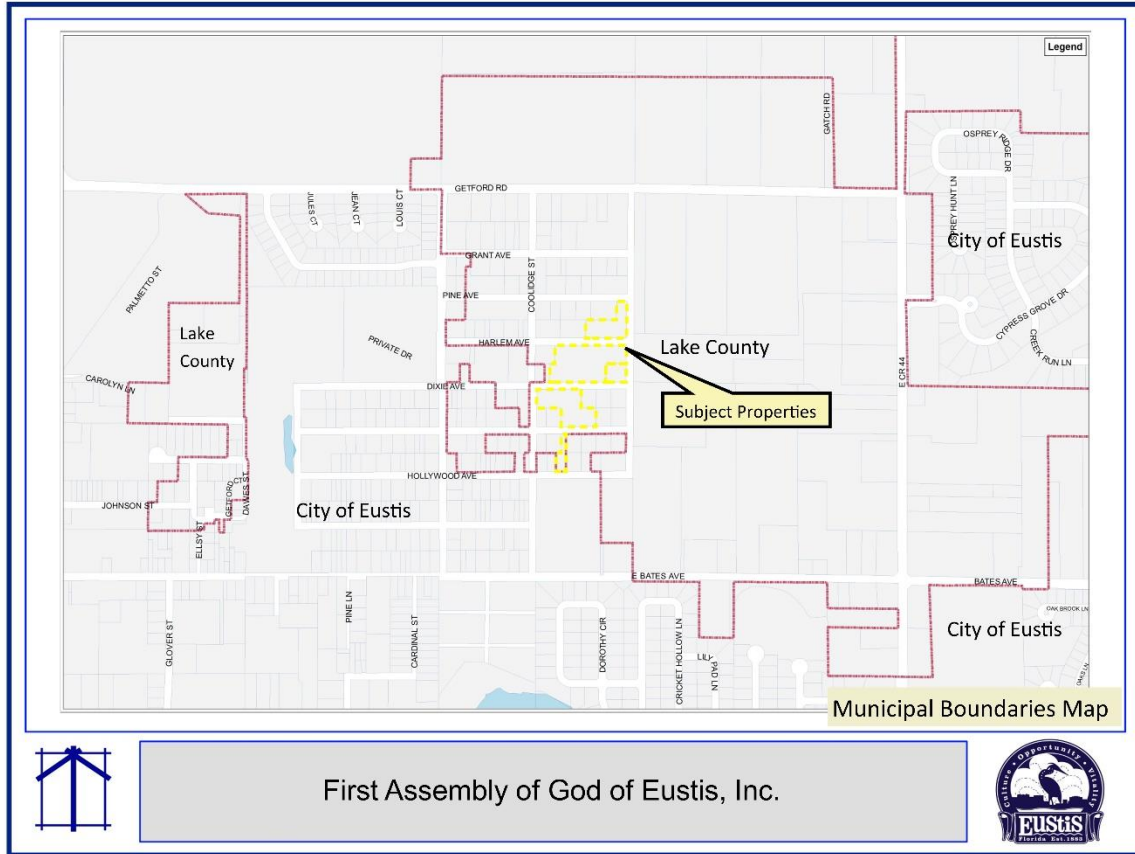 Legend
GATCH RD
OSPREY RIDGE DR
GETFORD RD
JULES CT
JEAN CT
LOUIS CT
OSPREY HUNT LN
City of Eustis
GRANT AVE
COOLIDGE ST
PALMETTO ST
PINE AVE
CYPRESS GROVE DR
Lake
County
PRIVATE DR
HARLEM AVE
Lake County
CREEK RUN LN
E CR 44
CAROLYN LN
DIXIE AVE
Subject Properties
HOLLYWOOD AVE
GETFORD CT
DAWES ST
JOHNSON ST
City of Eustis
ELLSY ST
E BATES AVE
BATES AVE
PINE LN
OAK BROOK LN
GLOVER ST
CARDINAL ST
DOROTHY CIR
CRICKET HOLLOW LN
LILY
PAD LN
City of Eustis
OAKS LN
Municipal Boundaries Map
First Assembly of God of Eustis, Inc.
Culture • Opportunity • Vitality
EUSTIS
Florida Est.1883